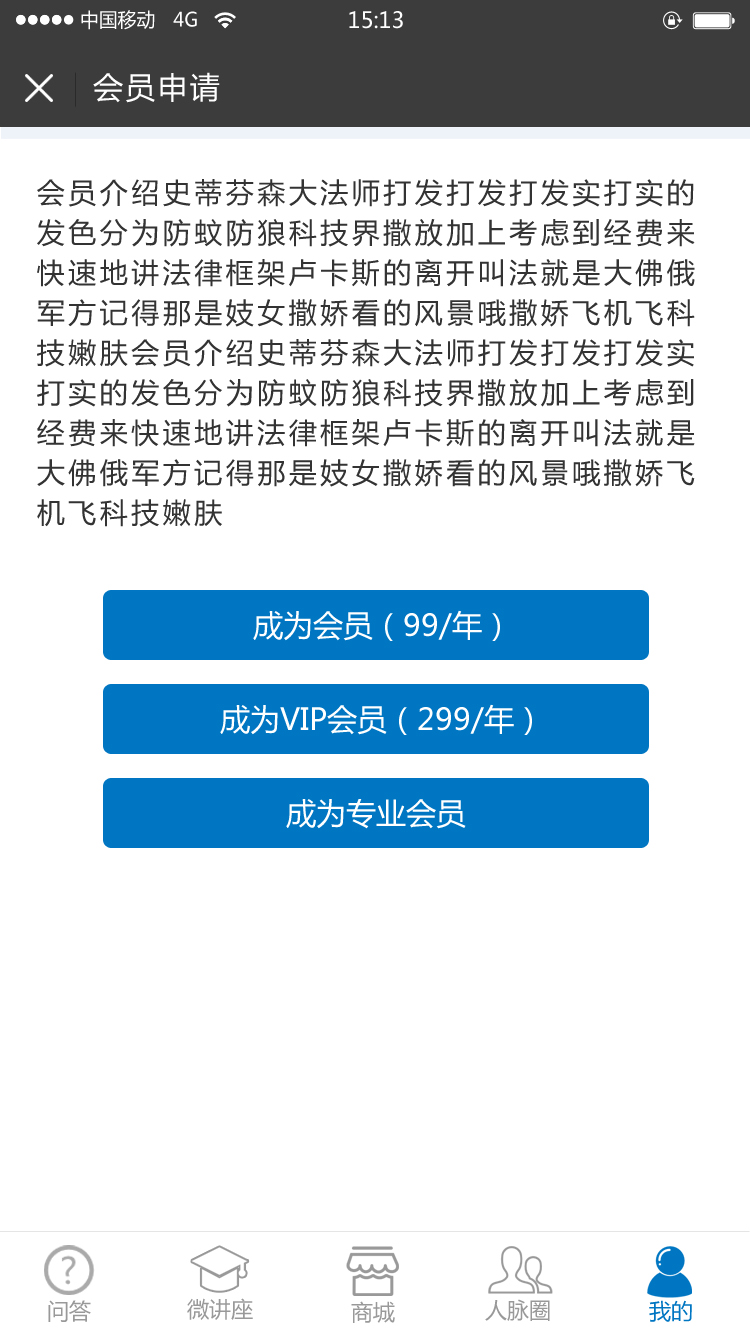 中国移动 4G 15:13
会员申请
会员介绍史蒂芬森大法师打发打发打发实打实的
发色分为防蚊防狼科技界撒放加上考虑到经费来
快速地讲法律框架卢卡斯的离开叫法就是大佛俄
军方记得那是妓女撒娇看的风景哦撒娇飞机飞科
技嫩肤会员介绍史蒂芬森大法师打发打发打发实
打实的发色分为防蚊防狼科技界撒放加上考虑到
经费来快速地讲法律框架卢卡斯的离开叫法就是
大佛俄军方记得那是妓女撒娇看的风景哦撒娇飞
机飞科技嫩肤
成为会员（99/年）
成为VIP会员（299/年）
成为专业会员
问答 微讲座 商城 人脉圈 我的